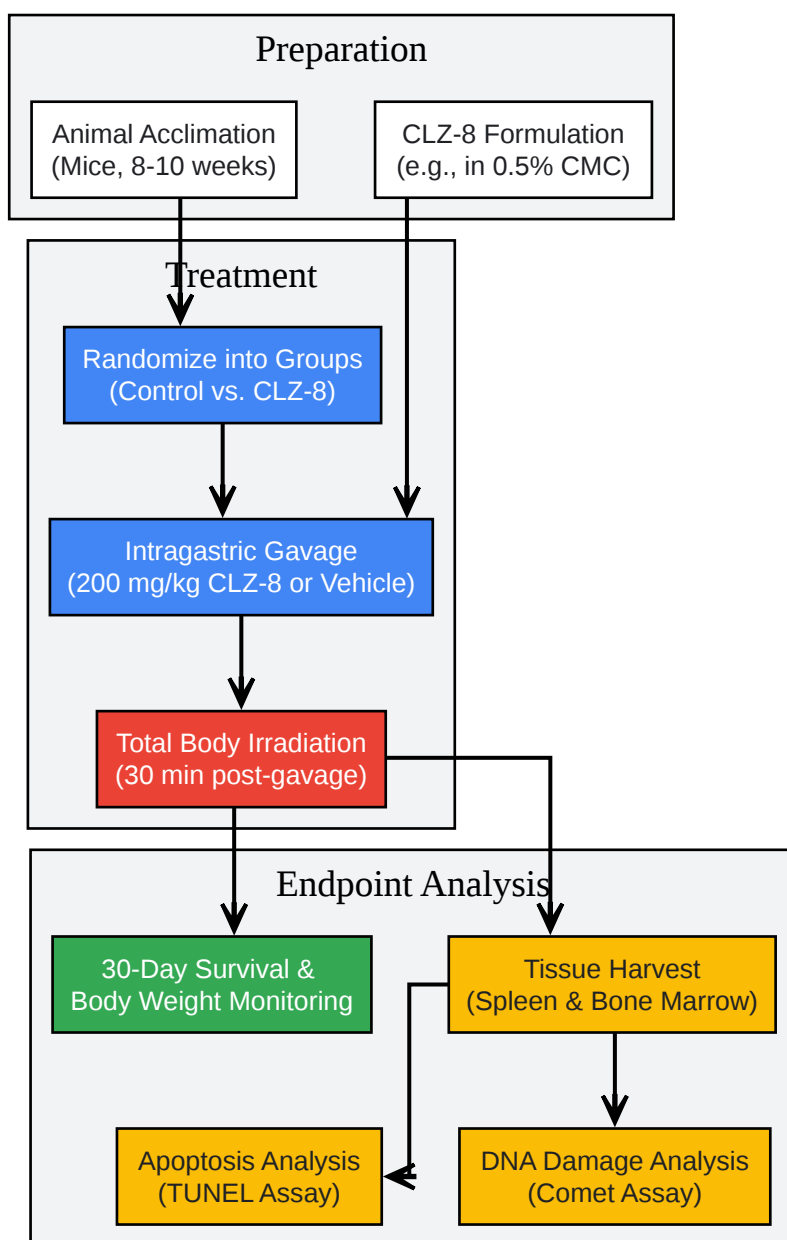 Preparation
Animal Acclimation
(Mice, 8-10 weeks)
CLZ-8 Formulation
(e.g., in 0.5% CMC)
Treatment
Randomize into Groups
(Control vs. CLZ-8)
Intragastric Gavage
(200 mg/kg CLZ-8 or Vehicle)
Total Body Irradiation
(30 min post-gavage)
Endpoint Analysis
30-Day Survival &
Body Weight Monitoring
Tissue Harvest
(Spleen & Bone Marrow)
Apoptosis Analysis
(TUNEL Assay)
DNA Damage Analysis
(Comet Assay)